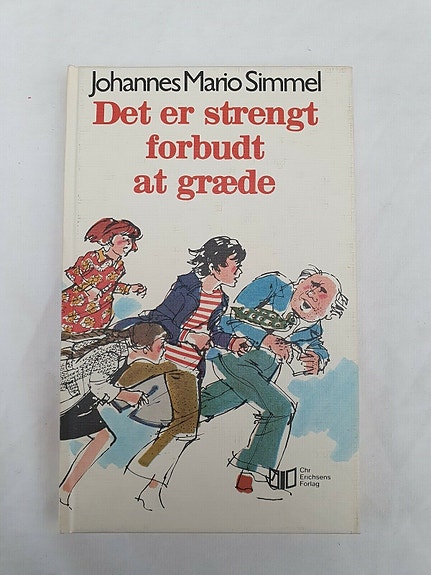 Johannes Mario Simmel
Det er strengt
forbudt
at græde
Chr
Erichsens
Forlag